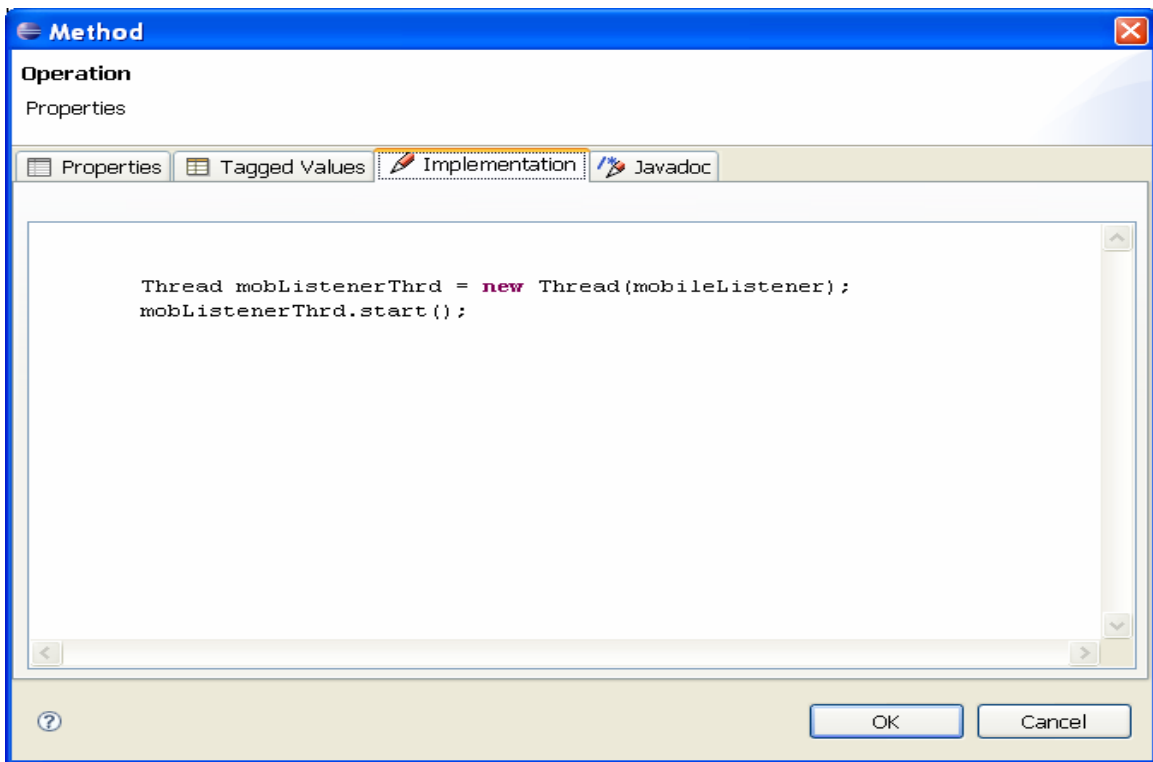 Method
Operation
Properties
Properties Tagged Values Implementation Javadoc
Thread mobListenerThrd = new Thread(mobileListener);
mobListenerThrd.start();
OK Cancel